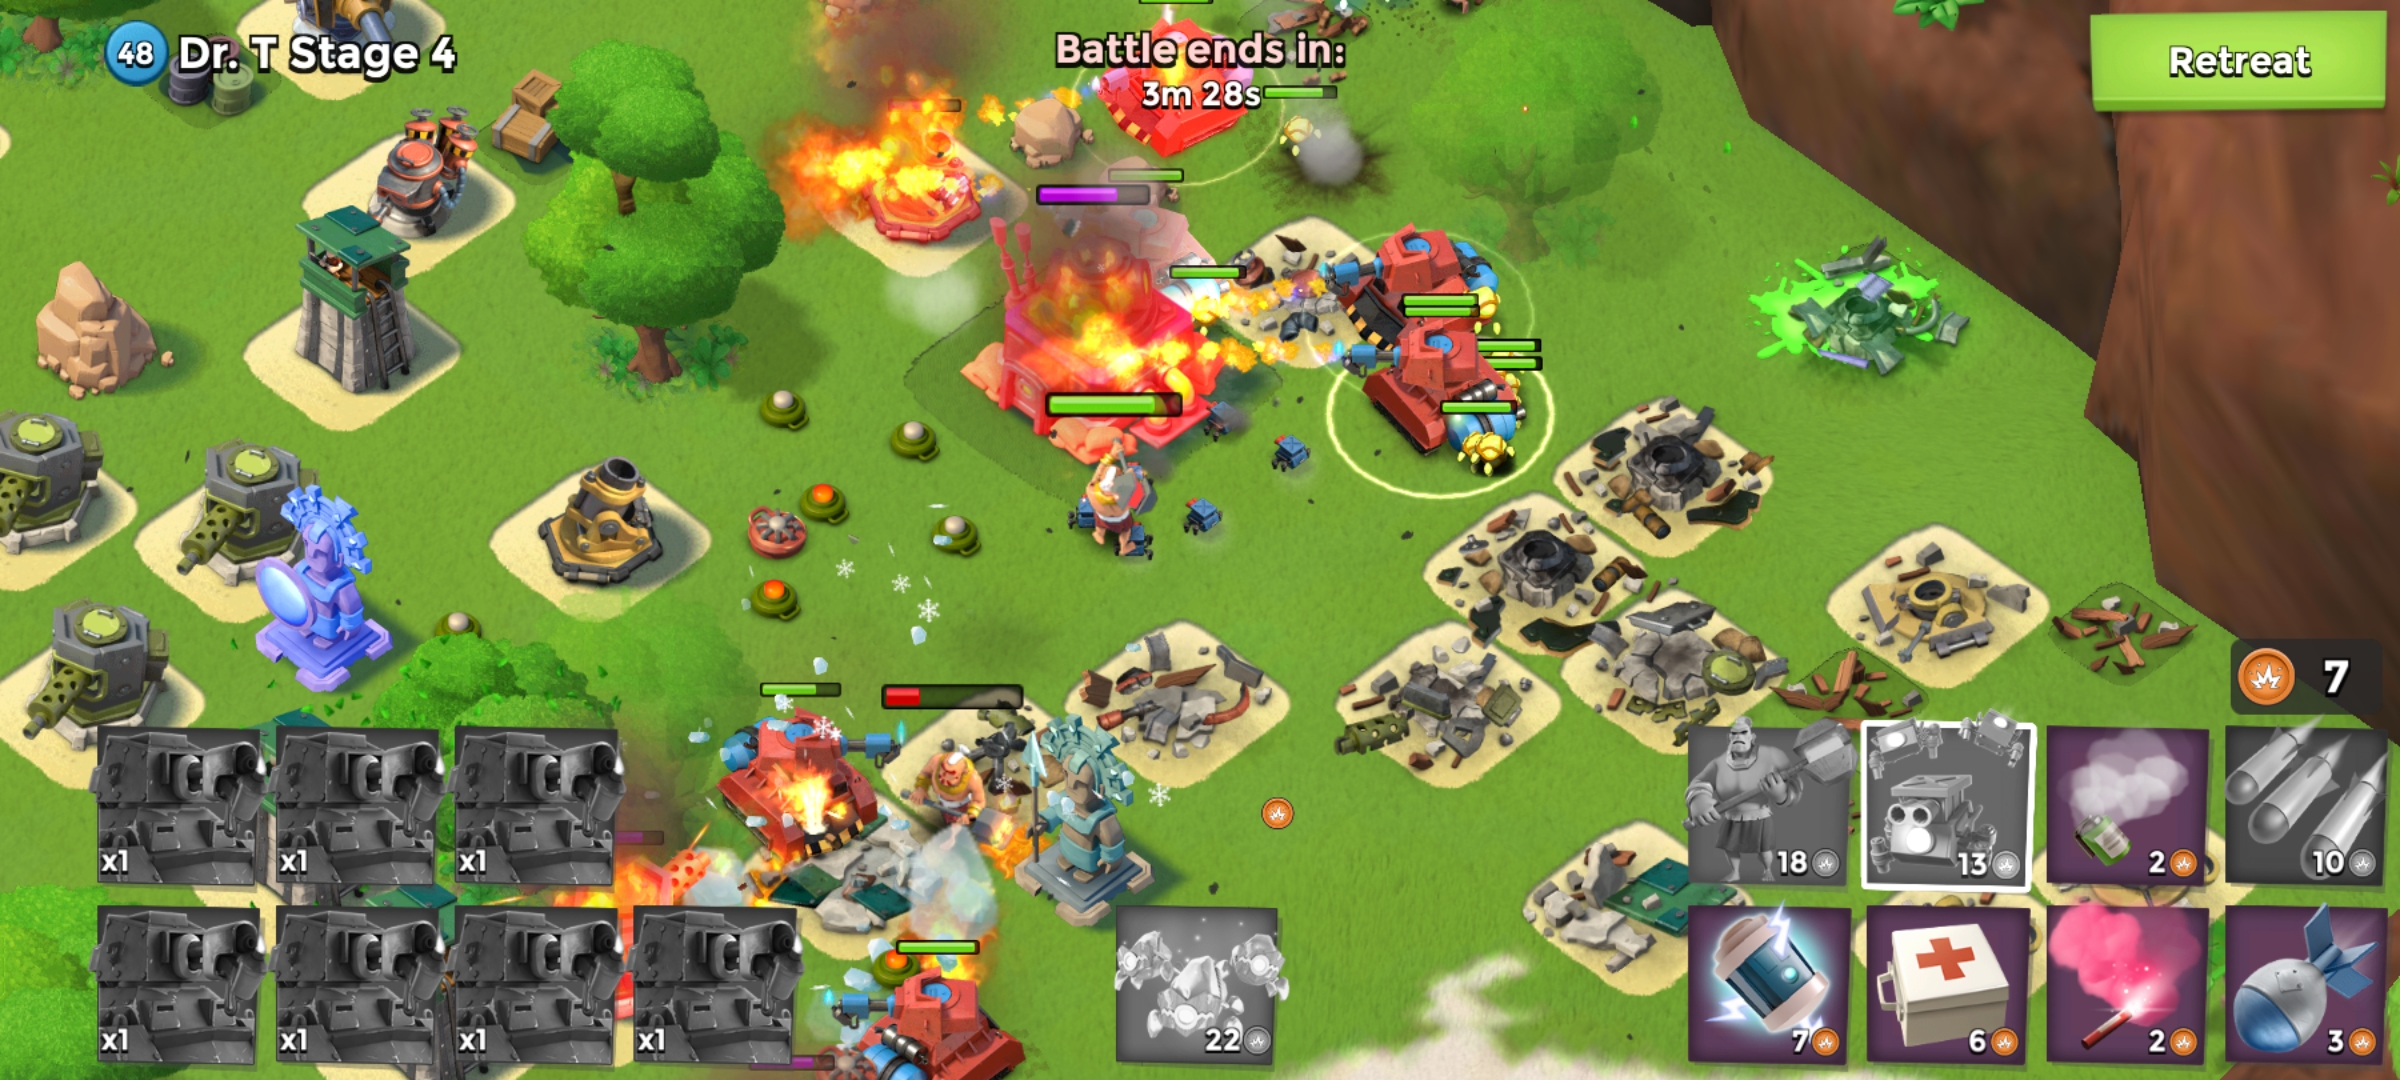 48 Dr. T Stage 4
Battle ends in:
3m 28s
Retreat
7
18
13
2
10
x1
x1
x1
x1
x1
x1
x1
22
7
6
2
3